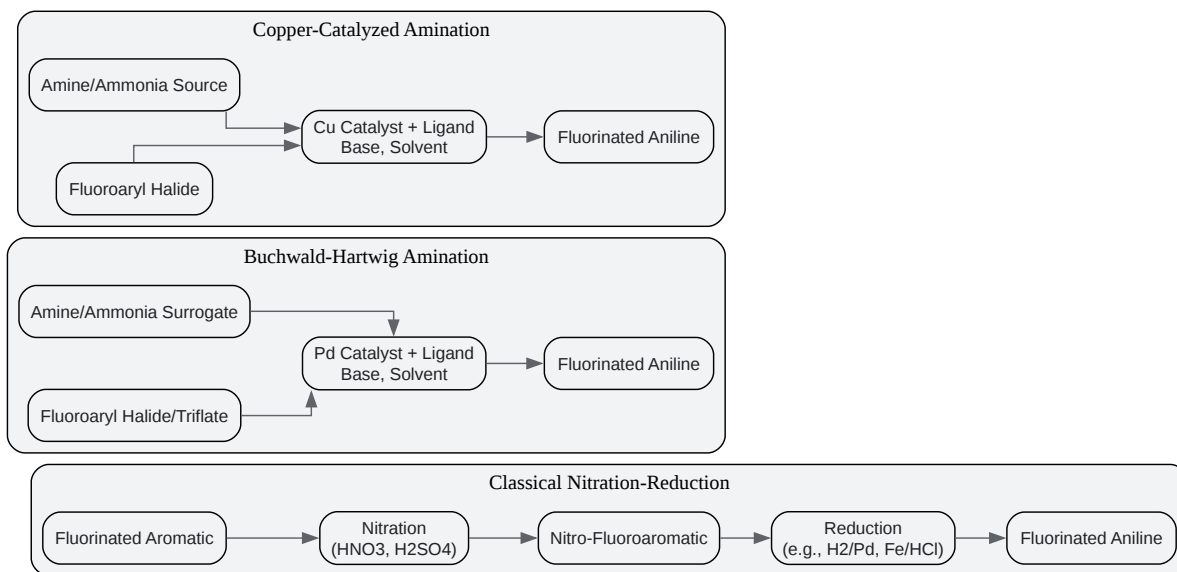 Copper-Catalyzed Amination
Amine/Ammonia Source
Cu Catalyst + Ligand
Base, Solvent
Fluorinated Aniline
Fluoroaryl Halide
Buchwald-Hartwig Amination
Amine/Ammonia Surrogate
Pd Catalyst + Ligand
Base, Solvent
Fluorinated Aniline
Fluoroaryl Halide/Triflate
Classical Nitration-Reduction
Fluorinated Aromatic
Nitration
(HNO3, H2SO4)
Nitro-Fluoroaromatic
Reduction
(e.g., H2/Pd, Fe/HCl)
Fluorinated Aniline